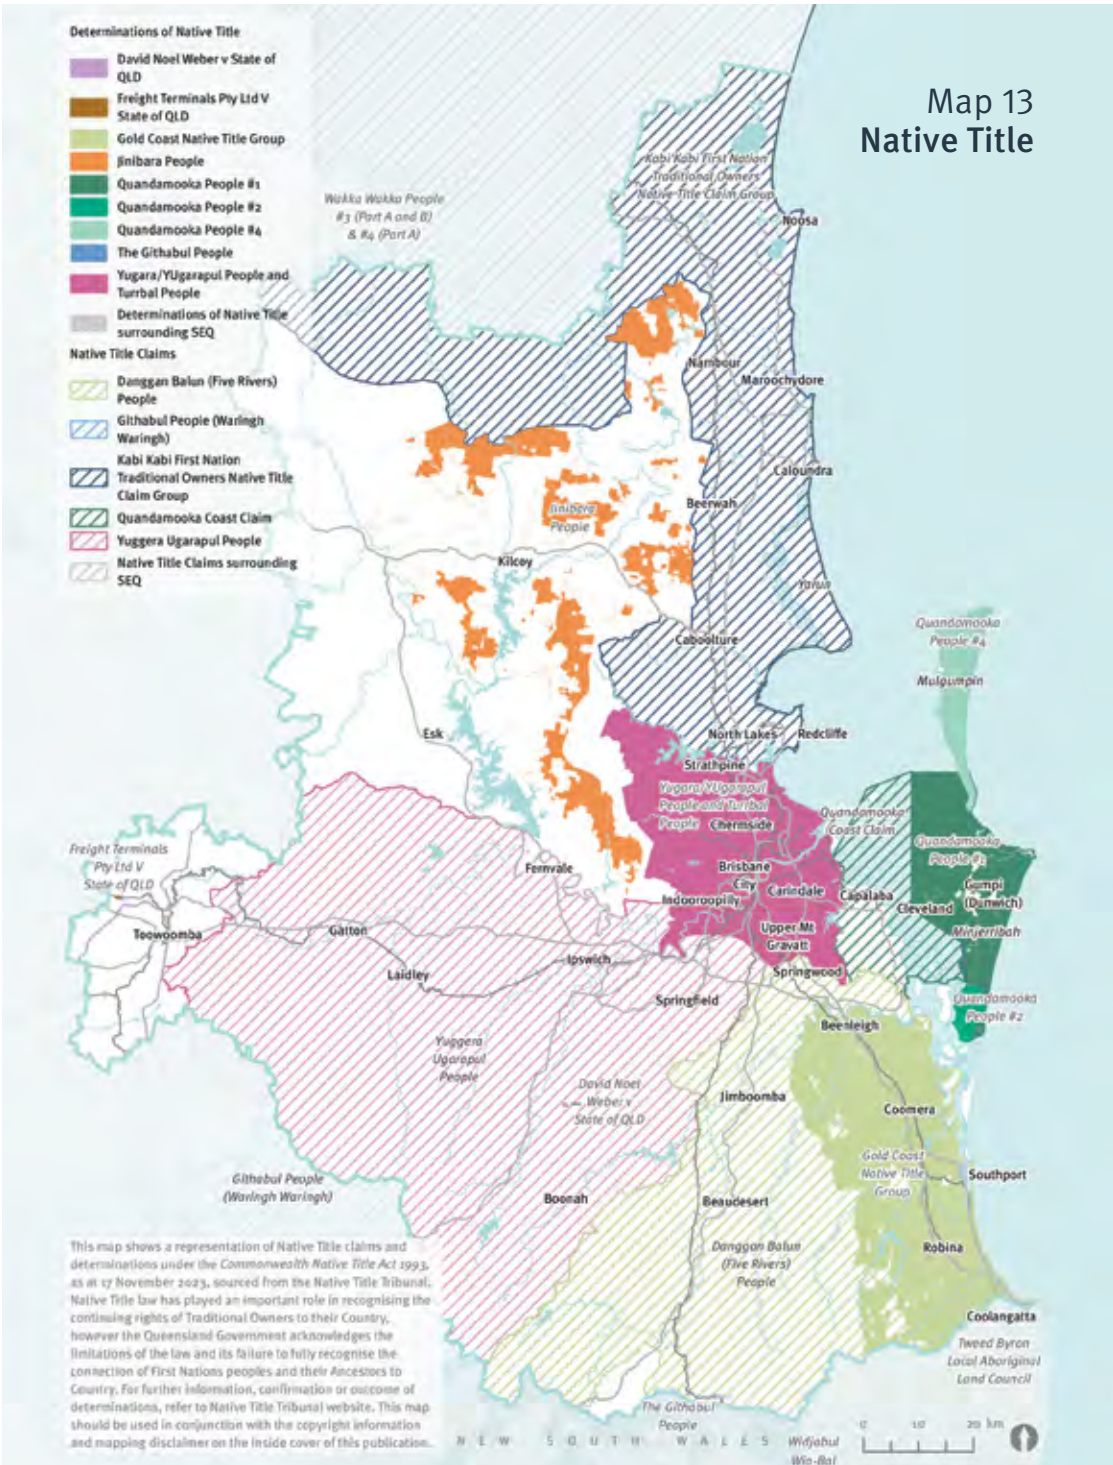 Map 13
Native Title
Determinations of Native Title
David Noel Weber v State of
QLD
Freight Terminals Pty Ltd V
State of QLD
Gold Coast Native Title Group
Jinibara People
Quandamooka People #1
Quandamooka People #2
Quandamooka People #4
The Githabul People
Yugara/YUgarapul People and
Turrbal People
Determinations of Native Title
surrounding SEQ
Native Title Claims
Danggan Balun (Five Rivers)
People
Githabul People (Waringh
Waringh)
Kabi Kabi First Nation
Traditional Owners Native Title
Claim Group
Quandamooka Coast Claim
Yuggera Ugarapul People
Native Title Claims surrounding
SEQ
Wakka Wakka People
#3 (Part A and B)
& #4 (Part A)
Kabi Kabi First Nation
Traditional Owners
Native Title Claim Group
Noosa
Nambour
Maroochydore
Caloundra
Beerwah
Jinibara
People
Kilcoy
Yarun
Caboolture
Quandamooka
People #4
Mulgumpin
Esk
North Lakes
Redcliffe
Strathpine
Yugara/YUgarapul
People and Turrbal
People
Chermside
Quandamooka
Coast Claim
Quandamooka
People #1
Freight Terminals
Pty Ltd V
State of QLD
Fernvale
Brisbane
City
Carindale
Capalaba
Gumpi
(Dunwich)
Indooroopilly
Cleveland
Minjerribah
Toowoomba
Gatton
Upper Mt
Gravatt
Laidley
Ipswich
Springwood
Springfield
Quandamooka
People #2
Beenleigh
Yuggera
Ugarapul
People
David Noel
Weber v
State of QLD
Jimboomba
Coomera
Gold Coast
Native Title
Group
Southport
Githabul People
(Waringh Waringh)
Boonah
Beaudesert
Danggan Balun
(Five Rivers)
People
Robina
Coolangatta
Tweed Byron
Local Aboriginal
Land Council
The Githabul
People
NEW SOUTH WALES
Widjabul
Wia-Bal
0 10 20 km
This map shows a representation of Native Title claims and
determinations under the Commonwealth Native Title Act 1993,
as at 17 November 2023, sourced from the Native Title Tribunal.
Native Title law has played an important role in recognising the
continuing rights of Traditional Owners to their Country,
however the Queensland Government acknowledges the
limitations of the law and its failure to fully recognise the
connection of First Nations peoples and their Ancestors to
Country. For further information, confirmation or outcome of
determinations, refer to Native Title Tribunal website. This map
should be used in conjunction with the copyright information
and mapping disclaimer on the inside cover of this publication.